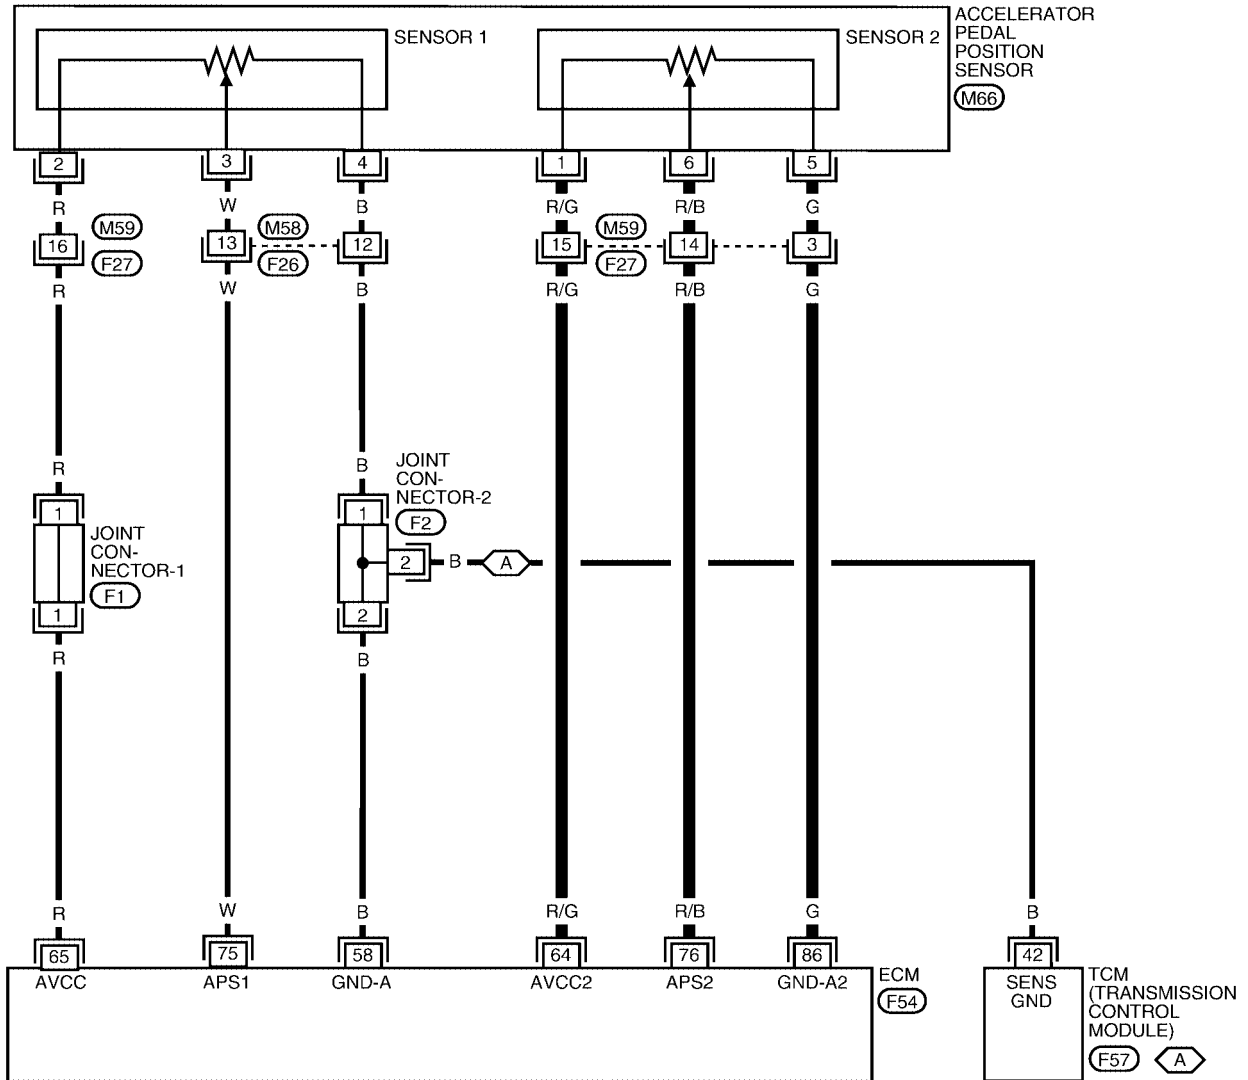 SENSOR 1
SENSOR 2
ACCELERATOR
PEDAL
POSITION
SENSOR
M66
2
3
4
1
6
5
R
W
B
R/G
R/B
G
M59
M58
M59
16
13
12
15
14
3
F27
F26
F27
R
W
B
R/G
R/B
G
R
B
JOINT
CON-
NECTOR-2
F2
1
1
JOINT
CON-
NECTOR-1
F1
2
B
A
1
2
R
B
R
W
B
R/G
R/B
G
B
65
75
58
64
76
86
42
AVCC
APS1
GND-A
AVCC2
APS2
GND-A2
ECM
F54
SENS
GND
TCM
(TRANSMISSION
CONTROL
MODULE)
F57
A